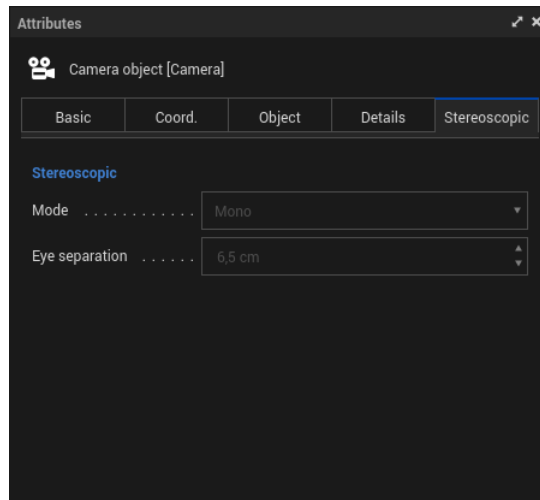 Attributes
Camera object [Camera]
Basic Coord. Object Details Stereoscopic
Stereoscopic
Mode . . . . . . . . . . . . Mono
Eye separation . . . . . . 6,5 cm